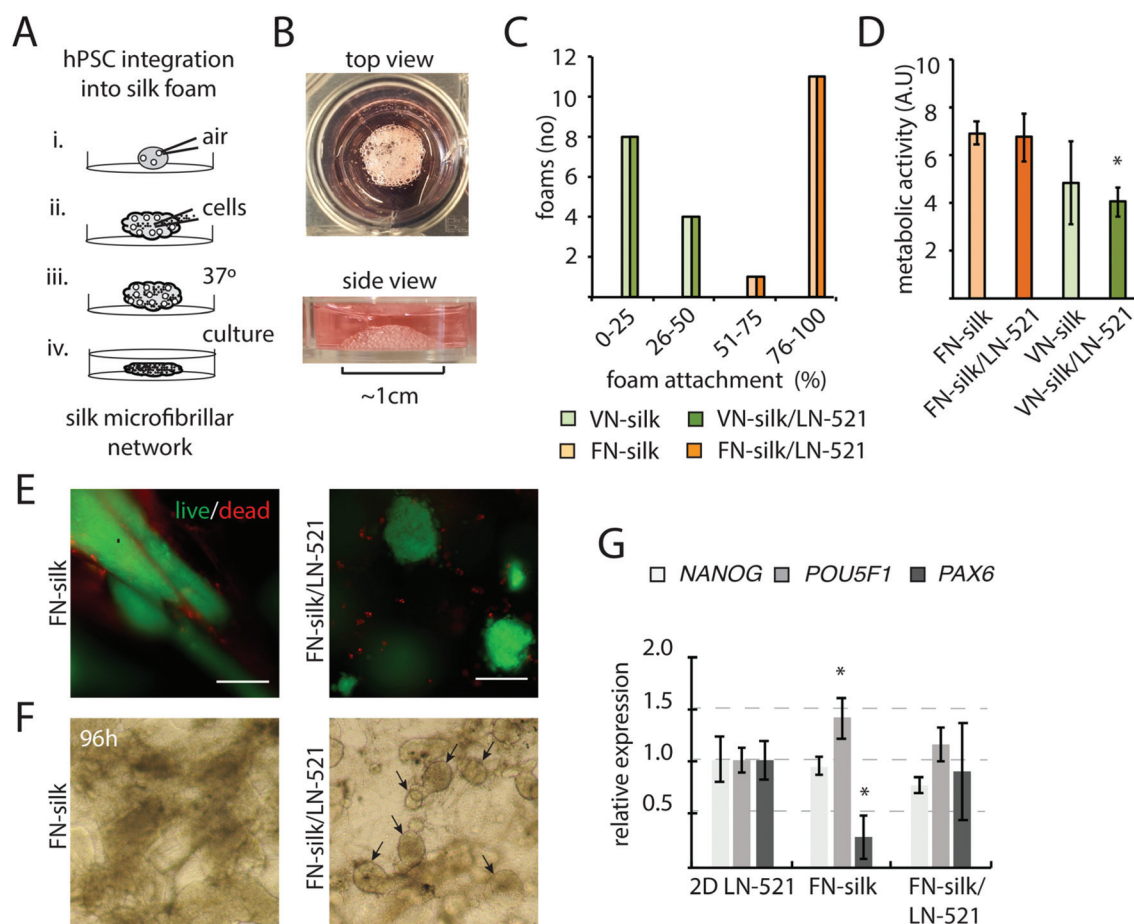 A
hPSC integration
into silk foam
i.
air
ii.
cells
iii.
37º
iv.
culture
silk microfibrillar
network
B
top view
side view
~1cm
C
foams (no)
12
10
8
6
4
2
0-25
26-50
51-75
76-100
foam attachment (%)
VN-silk
VN-silk/LN-521
FN-silk
FN-silk/LN-521
D
metabolic activity (A.U)
10
8
6
4
2
*
FN-silk
FN-silk/LN-521
VN-silk
VN-silk/LN-521
E
FN-silk
live/dead
FN-silk/LN-521
F
FN-silk
96h
FN-silk/LN-521
G
NANOG
POU5F1
PAX6
relative expression
2.0
1.5
1.0
0.5
*
*
2D LN-521
FN-silk
FN-silk/
LN-521